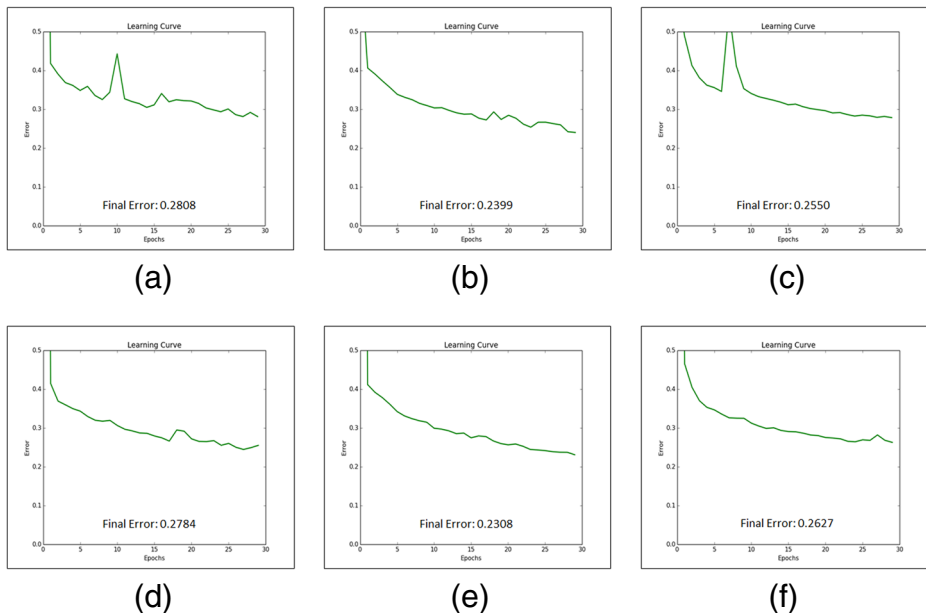 Learning Curve
0.5
0.4
0.3
0.2
0.1
0.0
Error
0 5 10 15 20 25 30
Epochs
Final Error: 0.2808
(a)
Learning Curve
0.5
0.4
0.3
0.2
0.1
0.0
Error
0 5 10 15 20 25 30
Epochs
Final Error: 0.2399
(b)
Learning Curve
0.5
0.4
0.3
0.2
0.1
0.0
Error
0 5 10 15 20 25 30
Epochs
Final Error: 0.2550
(c)
Learning Curve
0.5
0.4
0.3
0.2
0.1
0.0
Error
0 5 10 15 20 25 30
Epochs
Final Error: 0.2784
(d)
Learning Curve
0.5
0.4
0.3
0.2
0.1
0.0
Error
0 5 10 15 20 25 30
Epochs
Final Error: 0.2308
(e)
Learning Curve
0.5
0.4
0.3
0.2
0.1
0.0
Error
0 5 10 15 20 25 30
Epochs
Final Error: 0.2627
(f)